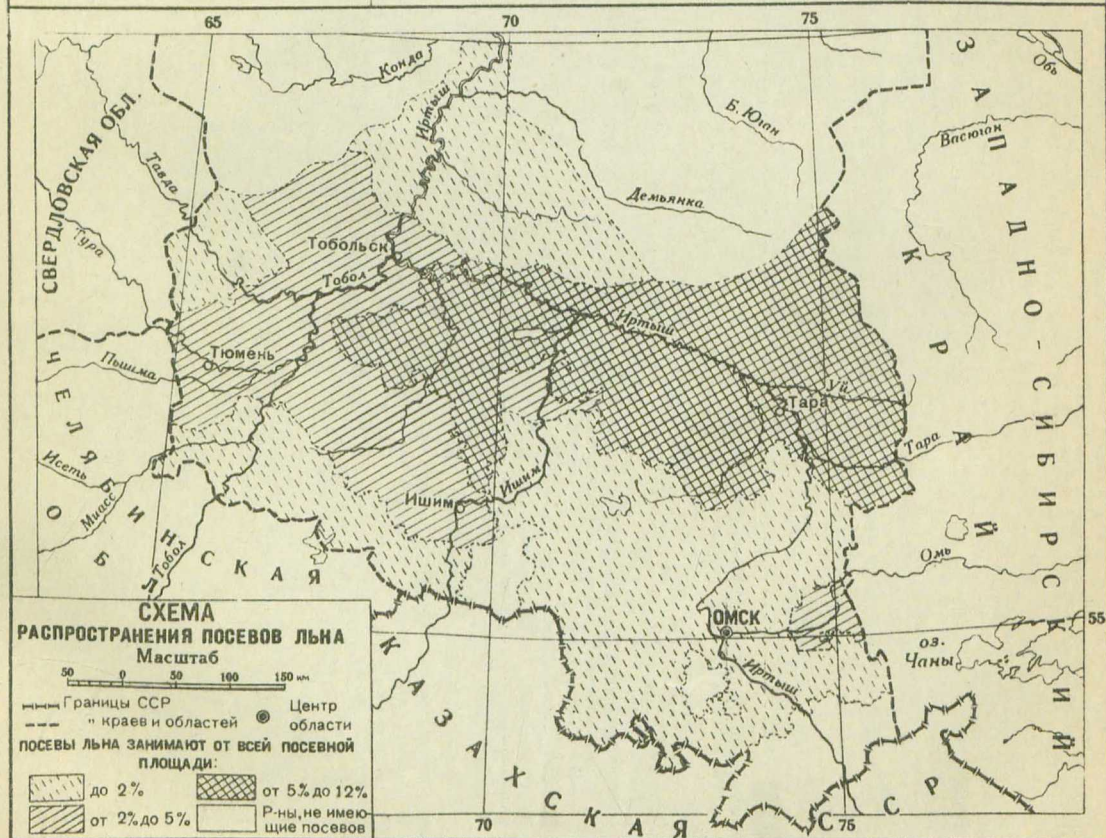 65
70
75
Конда
Обь
Иртыш
Б. Юган
Васюган
СВЕРДЛОВСКАЯ ОБЛ.
Тавда
Демьянка
Тура
Тобольск
Тобол
Иртыш
Тюмень
Пышма
Уй
Тара
Тара
Исеть
Ишим
Ишим
Миасс
Тобол
Омь
ЧЕЛЯБИНСКАЯ
ОБЛ
ЗАПАДНО-СИБИРСКИЙ
КРАЙ
ОМСК
55
оз.
Чаны
Иртыш
КАЗАХСКАЯ ССР
70
75
СХЕМА
РАСПРОСТРАНЕНИЯ ПОСЕВОВ ЛЬНА
Масштаб
50 0 50 100 150 км
Границы ССР
" краев и областей
Центр
области
ПОСЕВЫ ЛЬНА ЗАНИМАЮТ ОТ ВСЕЙ ПОСЕВНОЙ
ПЛОЩАДИ:
до 2%
от 5% до 12%
от 2% до 5%
Р-ны, не имею-
щие посевов